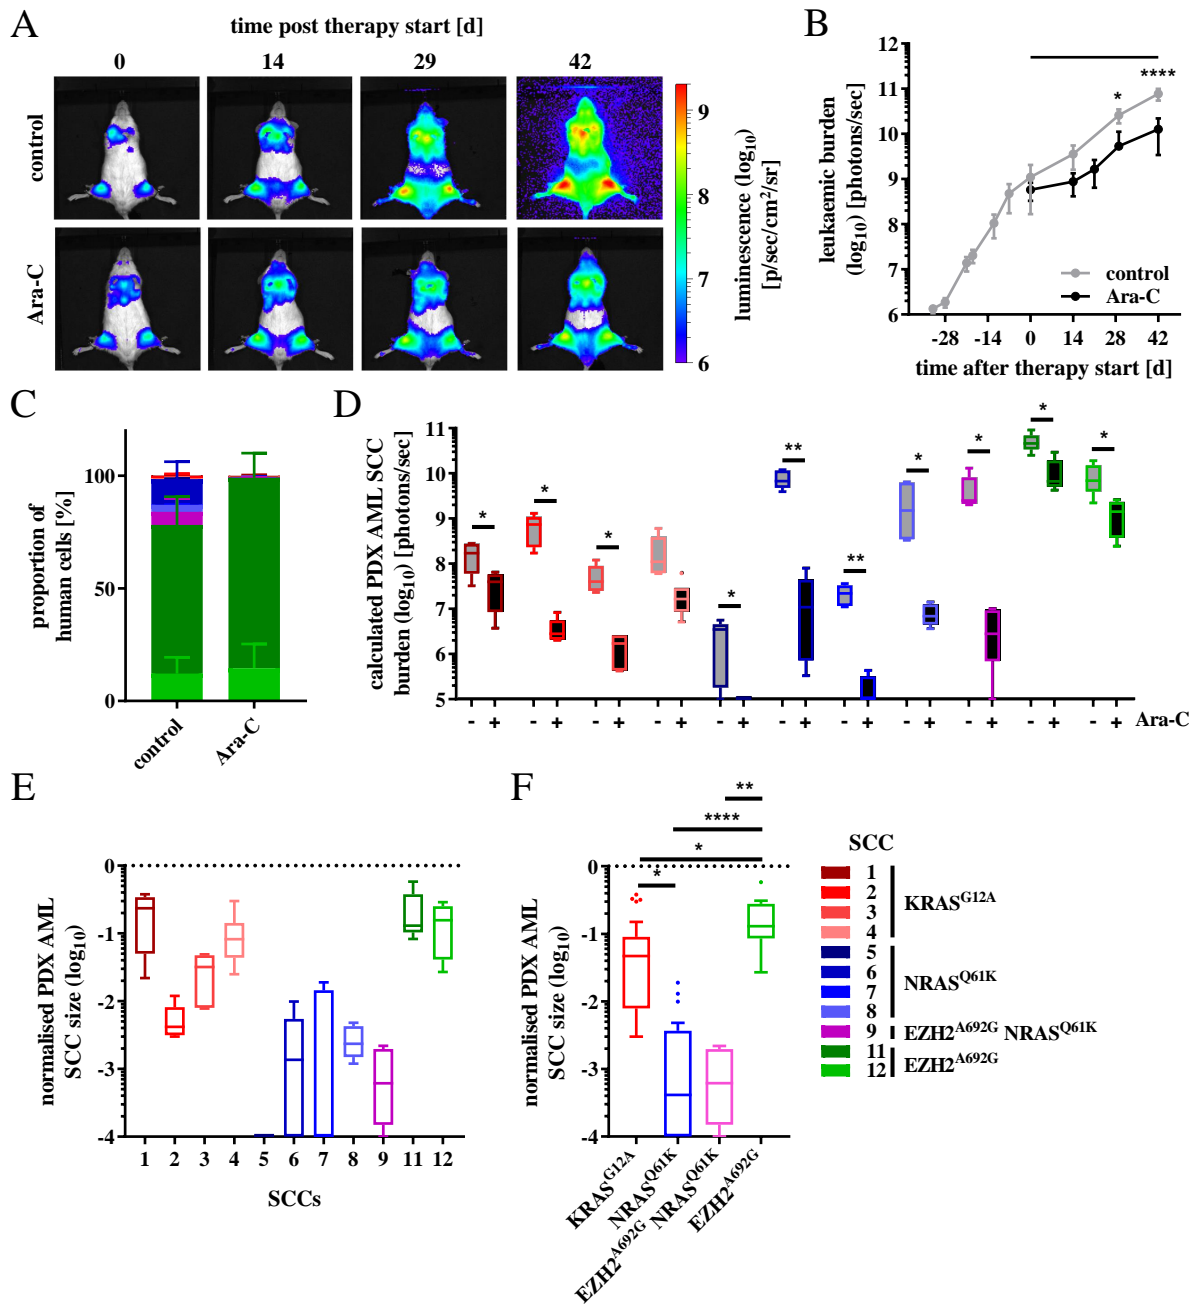 A
time post therapy start [d]
0 14 29 42
control
Ara-C
9
8
7
6
luminescence (log10)
[p/sec/cm2/sr]
B
leukaemic burden
(log10) [photons/sec]
12
11
10
9
8
7
6
* ****
control
Ara-C
-28 -14 0 14 28 42
time after therapy start [d]
C
proportion of
human cells [%]
100
50
0
control Ara-C
D
calculated PDX AML SCC
burden (log10) [photons/sec]
11
10
9
8
7
6
5
* * * * ** ** * * * *
- + - + - + - + - + - + - + - + - + - + - + Ara-C
E
normalised PDX AML
SCC size (log10)
0
-1
-2
-3
-4
1 2 3 4 5 6 7 8 9 11 12
SCCs
F
normalised PDX AML
SCC size (log10)
**
****
*
*
0
-1
-2
-3
-4
KRASG12A
NRASQ61K
EZH2A692G NRASQ61K
EZH2A692G
SCC
1
2
3
4
KRASG12A
5
6
7
8
NRASQ61K
9 EZH2A692G NRASQ61K
11
12
EZH2A692G